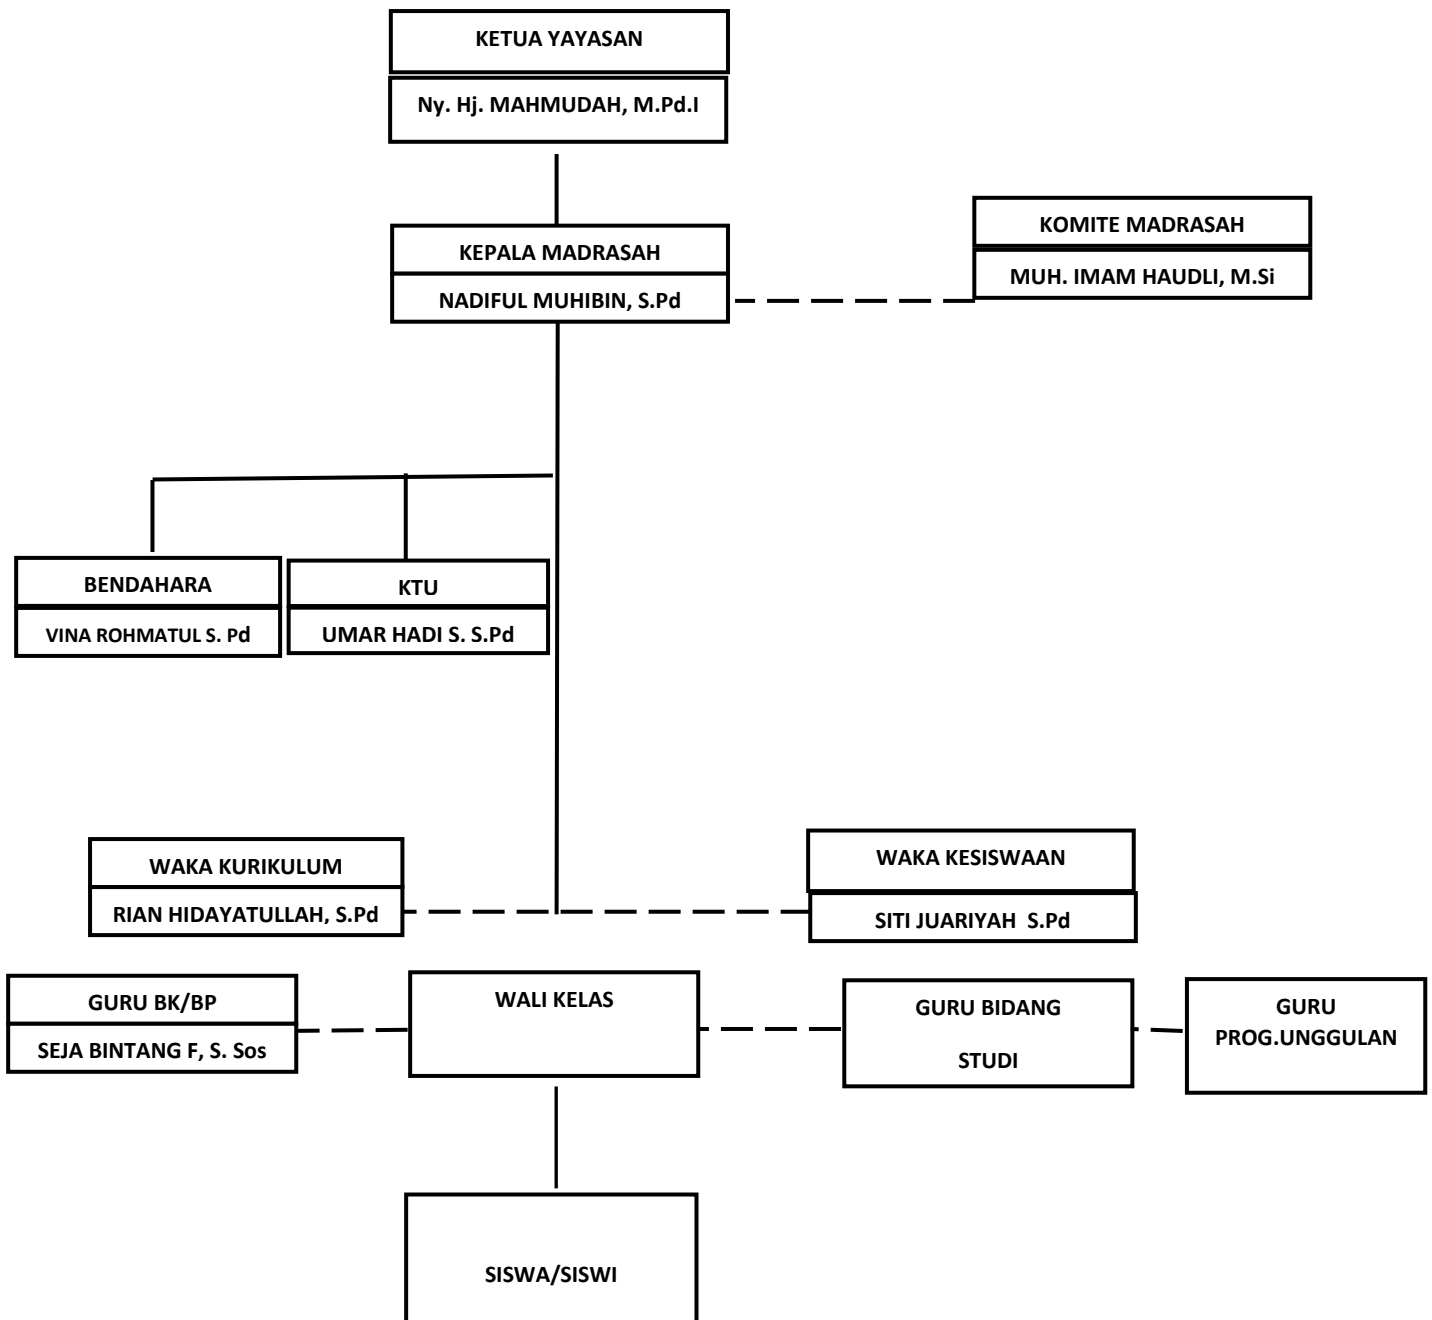 KETUA YAYASAN
Ny. Hj. MAHMUDAH, M.Pd.I
KOMITE MADRASAH
MUH. IMAM HAUDLI, M.Si
KEPALA MADRASAH
NADIFUL MUHIBIN, S.Pd
BENDAHARA
VINA ROHMATUL S. Pd
KTU
UMAR HADI S. S.Pd
WAKA KURIKULUM
RIAN HIDAYATULLAH, S.Pd
WAKA KESISWAAN
SITI JUARIYAH  S.Pd
GURU BK/BP
SEJA BINTANG F, S. Sos
WALI KELAS
GURU BIDANG
STUDI
GURU
PROG.UNGGULAN
SISWA/SISWI